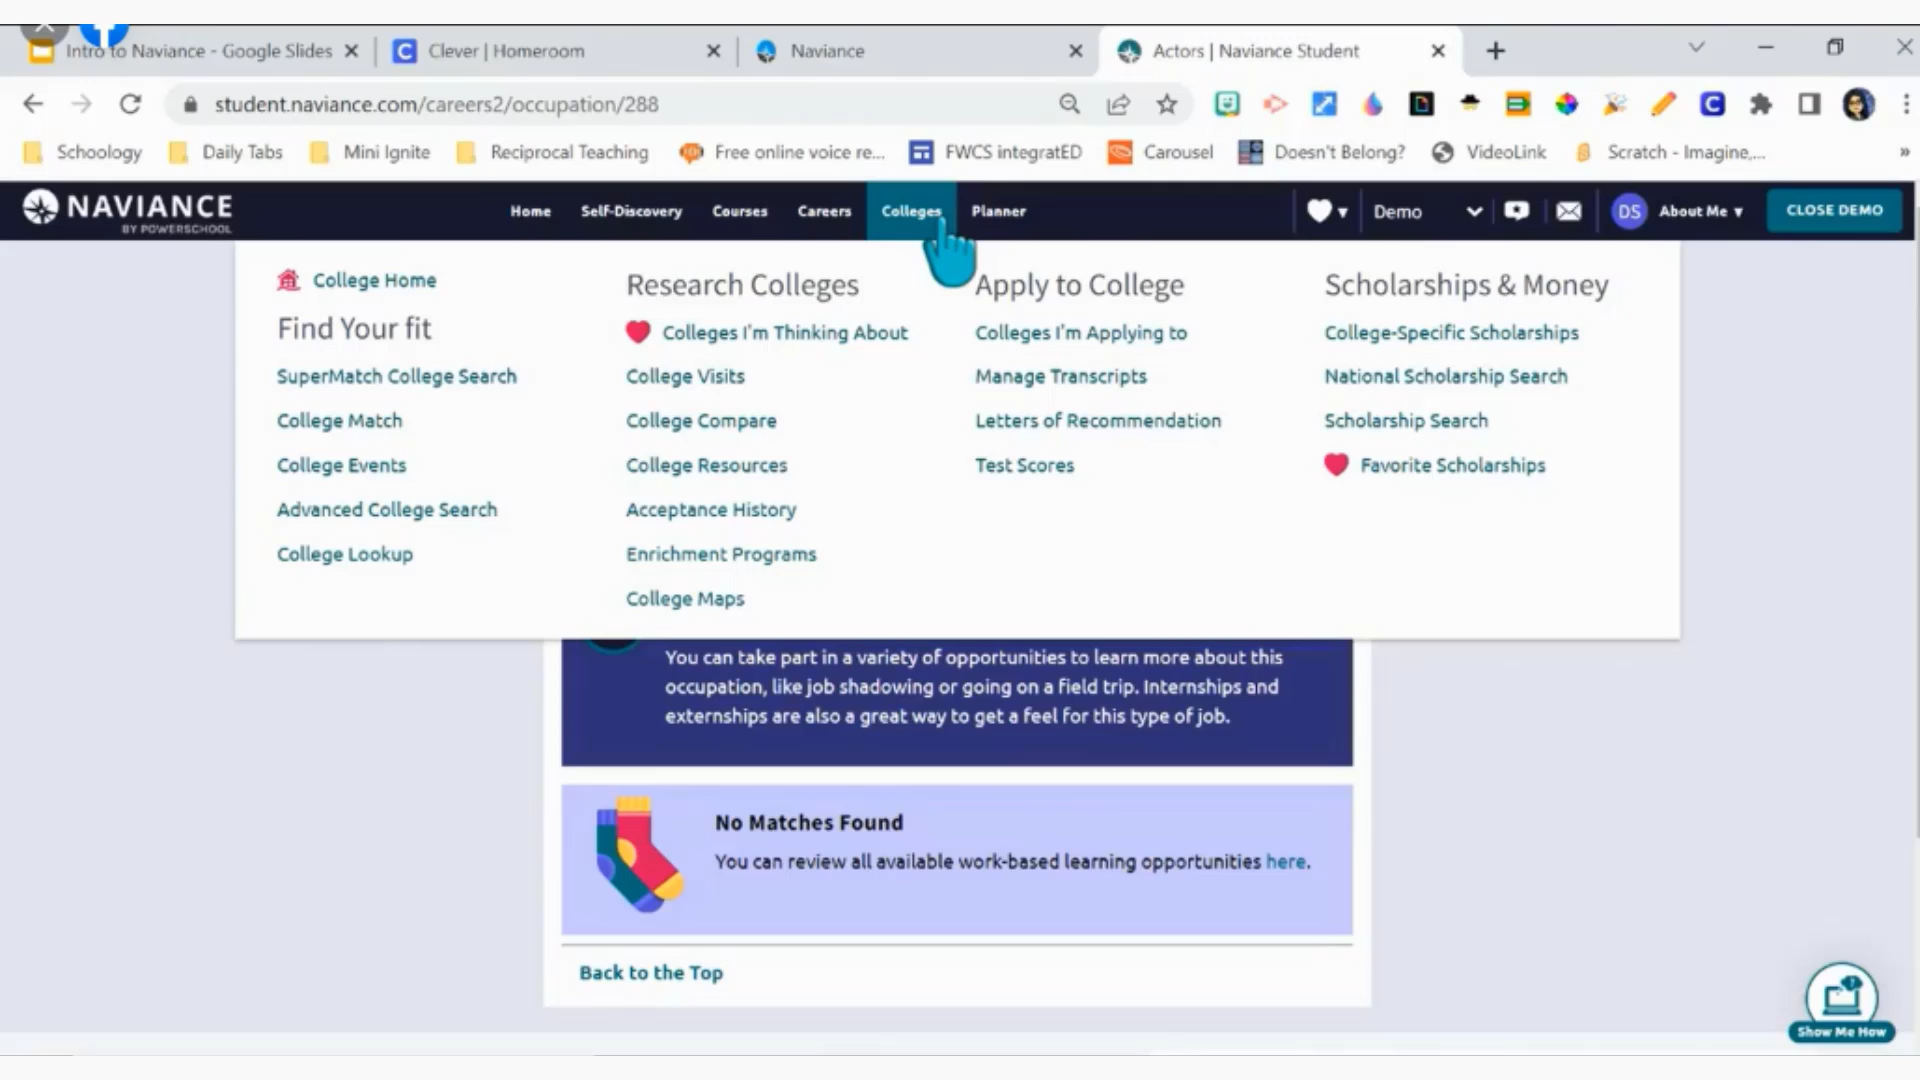 Intro to Naviance - Google Slides
Clever | Homeroom
Naviance
Actors | Naviance Student
student.naviance.com/careers2/occupation/288
Schoology
Daily Tabs
Mini Ignite
Reciprocal Teaching
Free online voice re...
FWCS integratED
Carousel
Doesn't Belong?
VideoLink
Scratch - Imagine,...
»
NAVIANCE
BY POWERSCHOOL
Home
Self-Discovery
Courses
Careers
Colleges
Planner
Demo
DS
About Me
CLOSE DEMO
College Home
Find Your fit
SuperMatch College Search
College Match
College Events
Advanced College Search
College Lookup
Research Colleges
Colleges I'm Thinking About
College Visits
College Compare
College Resources
Acceptance History
Enrichment Programs
College Maps
Apply to College
Colleges I'm Applying to
Manage Transcripts
Letters of Recommendation
Test Scores
Scholarships & Money
College-Specific Scholarships
National Scholarship Search
Scholarship Search
Favorite Scholarships
You can take part in a variety of opportunities to learn more about this
occupation, like job shadowing or going on a field trip. Internships and
externships are also a great way to get a feel for this type of job.
No Matches Found
You can review all available work-based learning opportunities here.
Back to the Top
Show Me How